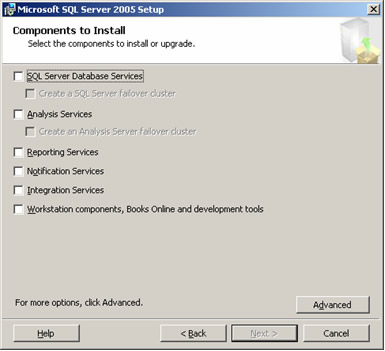 Microsoft SQL Server 2005 Setup
Components to Install
Select the components to install or upgrade.
SQL Server Database Services
Create a SQL Server failover cluster
Analysis Services
Create an Analysis Server failover cluster
Reporting Services
Notification Services
Integration Services
Workstation components, Books Online and development tools
For more options, click Advanced.
Advanced
Help
< Back
Next >
Cancel